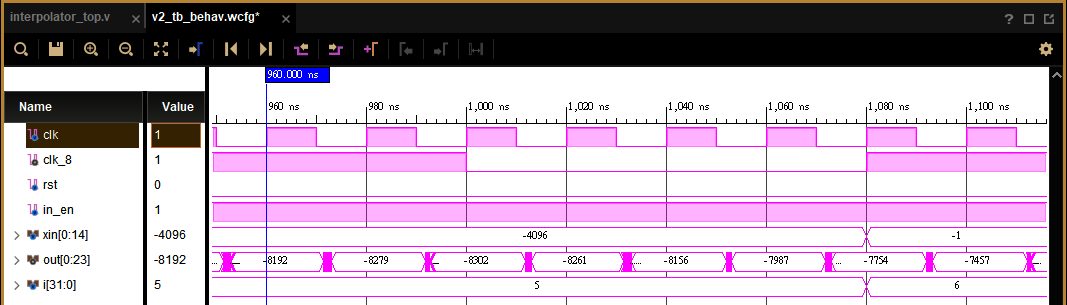 interpolator_top.v × v2_tb_behav.wcfg* ×
?
960.000 ns
Name Value
960 ns 980 ns 1,000 ns 1,020 ns 1,040 ns 1,060 ns 1,080 ns 1,100 ns
clk 1
clk_8 1
rst 0
in_en 1
xin[0:14] -4096 -4096 -1
out[0:23] -8192 ... -8192 -8279 ... -8302 -8261 ... -8156 ... -7987 ... -7754 ... -7457 ...
i[31:0] 5 5 6